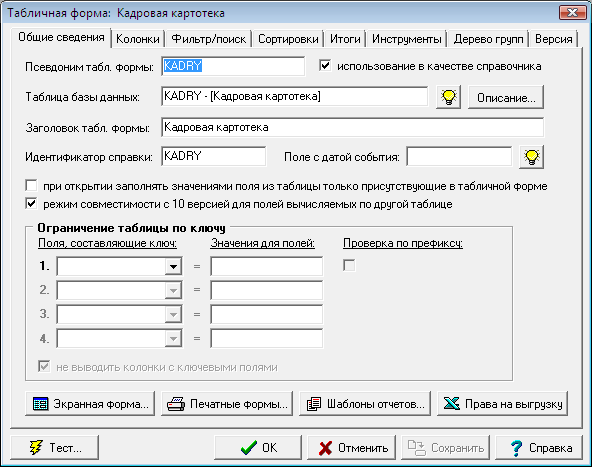 Табличная форма: Кадровая картотека
Общие сведения Колонки Фильтр/поиск Сортировки Итоги Инструменты Дерево групп Версия
Псевдоним табл. формы: KADRY использование в качестве справочника
Таблица базы данных: KADRY - [Кадровая картотека] Описание...
Заголовок табл. формы: Кадровая картотека
Идентификатор справки: KADRY Поле с датой события:
при открытии заполнять значениями поля из таблицы только присутствующие в табличной форме
режим совместимости с 10 версией для полей вычисляемых по другой таблице
Ограничение таблицы по ключу
Поля, составляющие ключ: Значения для полей: Проверка по префиксу:
1. =
2. =
3. =
4. =
не выводить колонки с ключевыми полями
Экранная форма... Печатные формы... Шаблоны отчетов... Права на выгрузку
Тест... OK Отменить Сохранить ? Справка